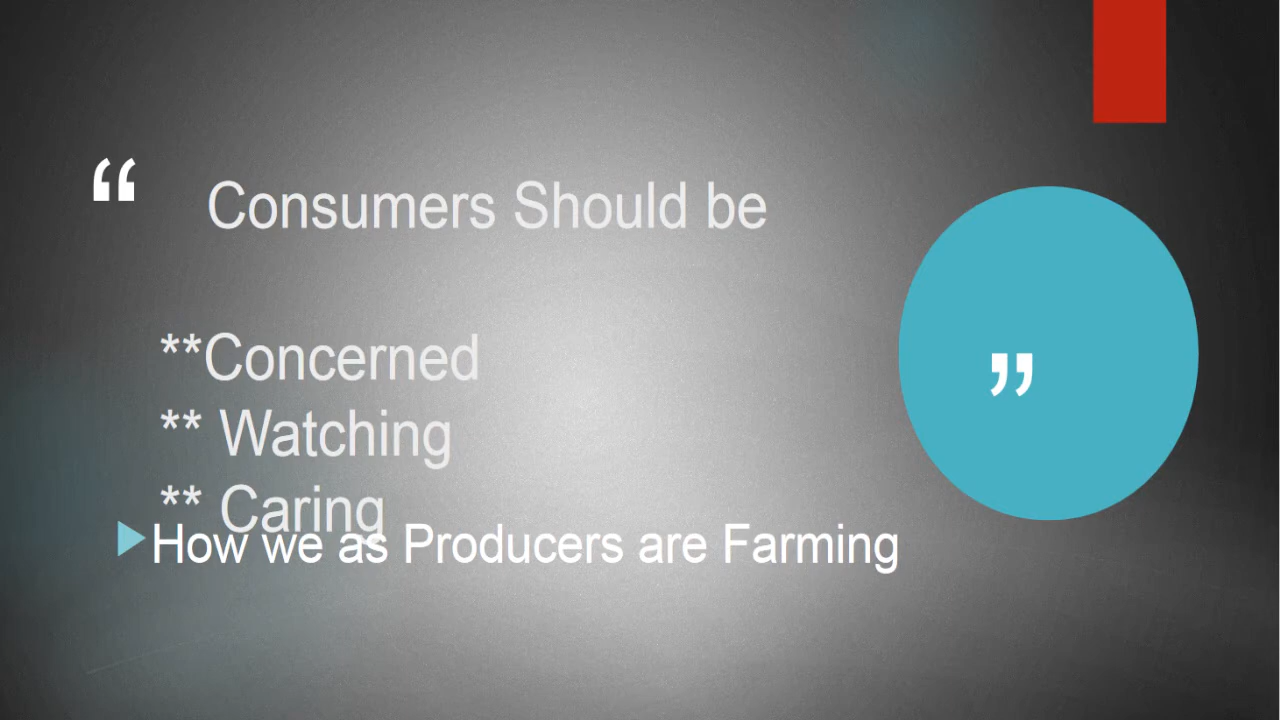 “ Consumers Should be
**Concerned
** Watching
** Caring
How we as Producers are Farming
”